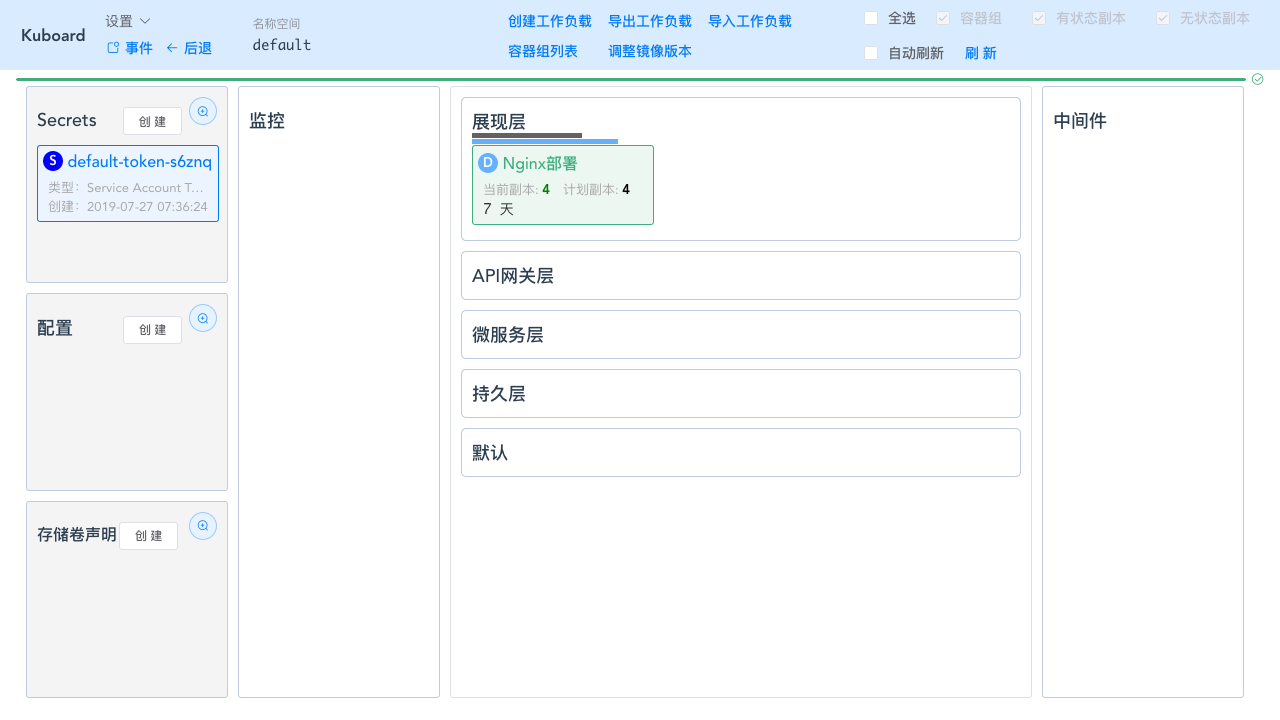 Kuboard
设置
事件
后退
名称空间
default
创建工作负载 导出工作负载 导入工作负载
容器组列表 调整镜像版本
全选 容器组 有状态副本 无状态副本
自动刷新 刷 新
Secrets 创 建
S default-token-s6znq
类型: Service Account T...
创建: 2019-07-27 07:36:24
配置 创 建
存储卷声明 创 建
监控
展现层
D Nginx部署
当前副本: 4 计划副本: 4
7 天
API网关层
微服务层
持久层
默认
中间件